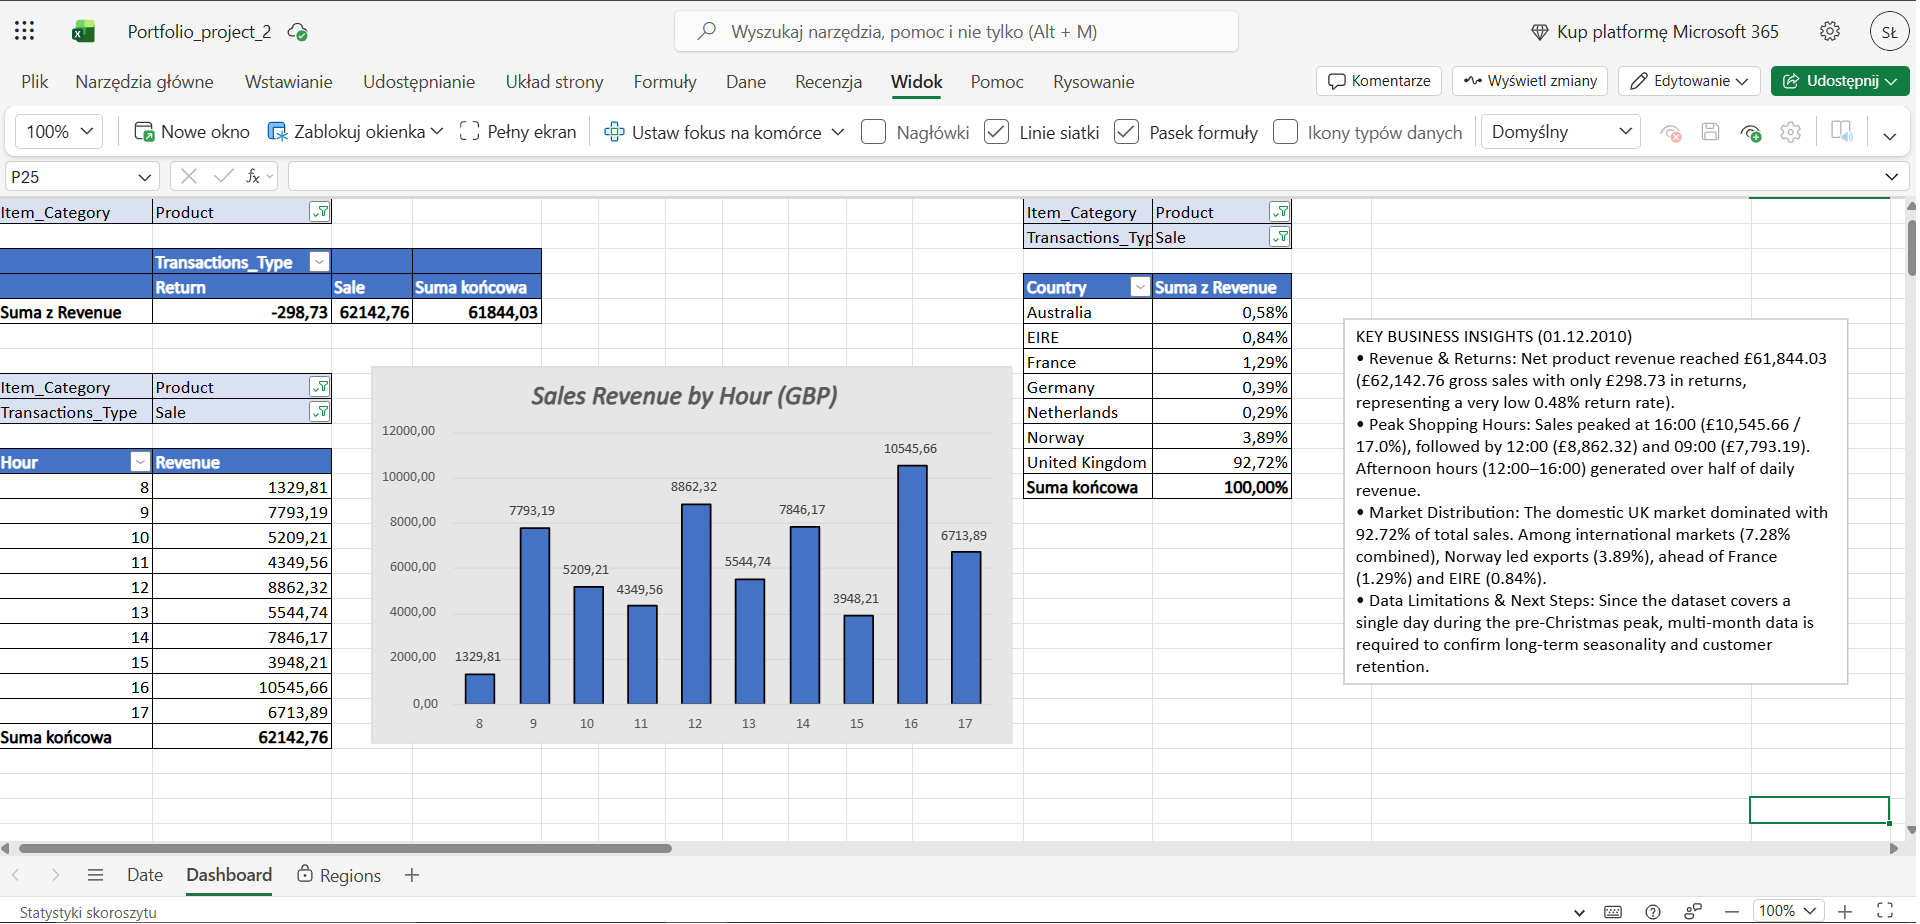 Portfolio_project_2
Wyszukaj narzędzia, pomoc i nie tylko (Alt + M)
Kup platformę Microsoft 365
SŁ
Plik Narzędzia główne Wstawianie Udostępnianie Układ strony Formuły Dane Recenzja Widok Pomoc Rysowanie
Komentarze Wyświetl zmiany Edytowanie Udostępnij
100% Nowe okno Zablokuj okienka Pełny ekran Ustaw fokus na komórce Nagłówki Linie siatki Pasek formuły Ikony typów danych Domyślny
P25 fx
Item_Category Product
Transactions_Type
Return Sale Suma końcowa
Suma z Revenue -298,73 62142,76 61844,03
Item_Category Product
Transactions_Type Sale
Hour Revenue
8 1329,81
9 7793,19
10 5209,21
11 4349,56
12 8862,32
13 5544,74
14 7846,17
15 3948,21
16 10545,66
17 6713,89
Suma końcowa 62142,76
Sales Revenue by Hour (GBP)
12000,00
10000,00
8000,00
6000,00
4000,00
2000,00
0,00
1329,81
7793,19
5209,21
4349,56
8862,32
5544,74
7846,17
3948,21
10545,66
6713,89
8 9 10 11 12 13 14 15 16 17
Item_Category Product
Transactions_Typ Sale
Country Suma z Revenue
Australia 0,58%
EIRE 0,84%
France 1,29%
Germany 0,39%
Netherlands 0,29%
Norway 3,89%
United Kingdom 92,72%
Suma końcowa 100,00%
KEY BUSINESS INSIGHTS (01.12.2010)
• Revenue & Returns: Net product revenue reached £61,844.03
(£62,142.76 gross sales with only £298.73 in returns,
representing a very low 0.48% return rate).
• Peak Shopping Hours: Sales peaked at 16:00 (£10,545.66 /
17.0%), followed by 12:00 (£8,862.32) and 09:00 (£7,793.19).
Afternoon hours (12:00–16:00) generated over half of daily
revenue.
• Market Distribution: The domestic UK market dominated with
92.72% of total sales. Among international markets (7.28%
combined), Norway led exports (3.89%), ahead of France
(1.29%) and EIRE (0.84%).
• Data Limitations & Next Steps: Since the dataset covers a
single day during the pre-Christmas peak, multi-month data is
required to confirm long-term seasonality and customer
retention.
Date Dashboard Regions
Statystyki skoroszytu
100%